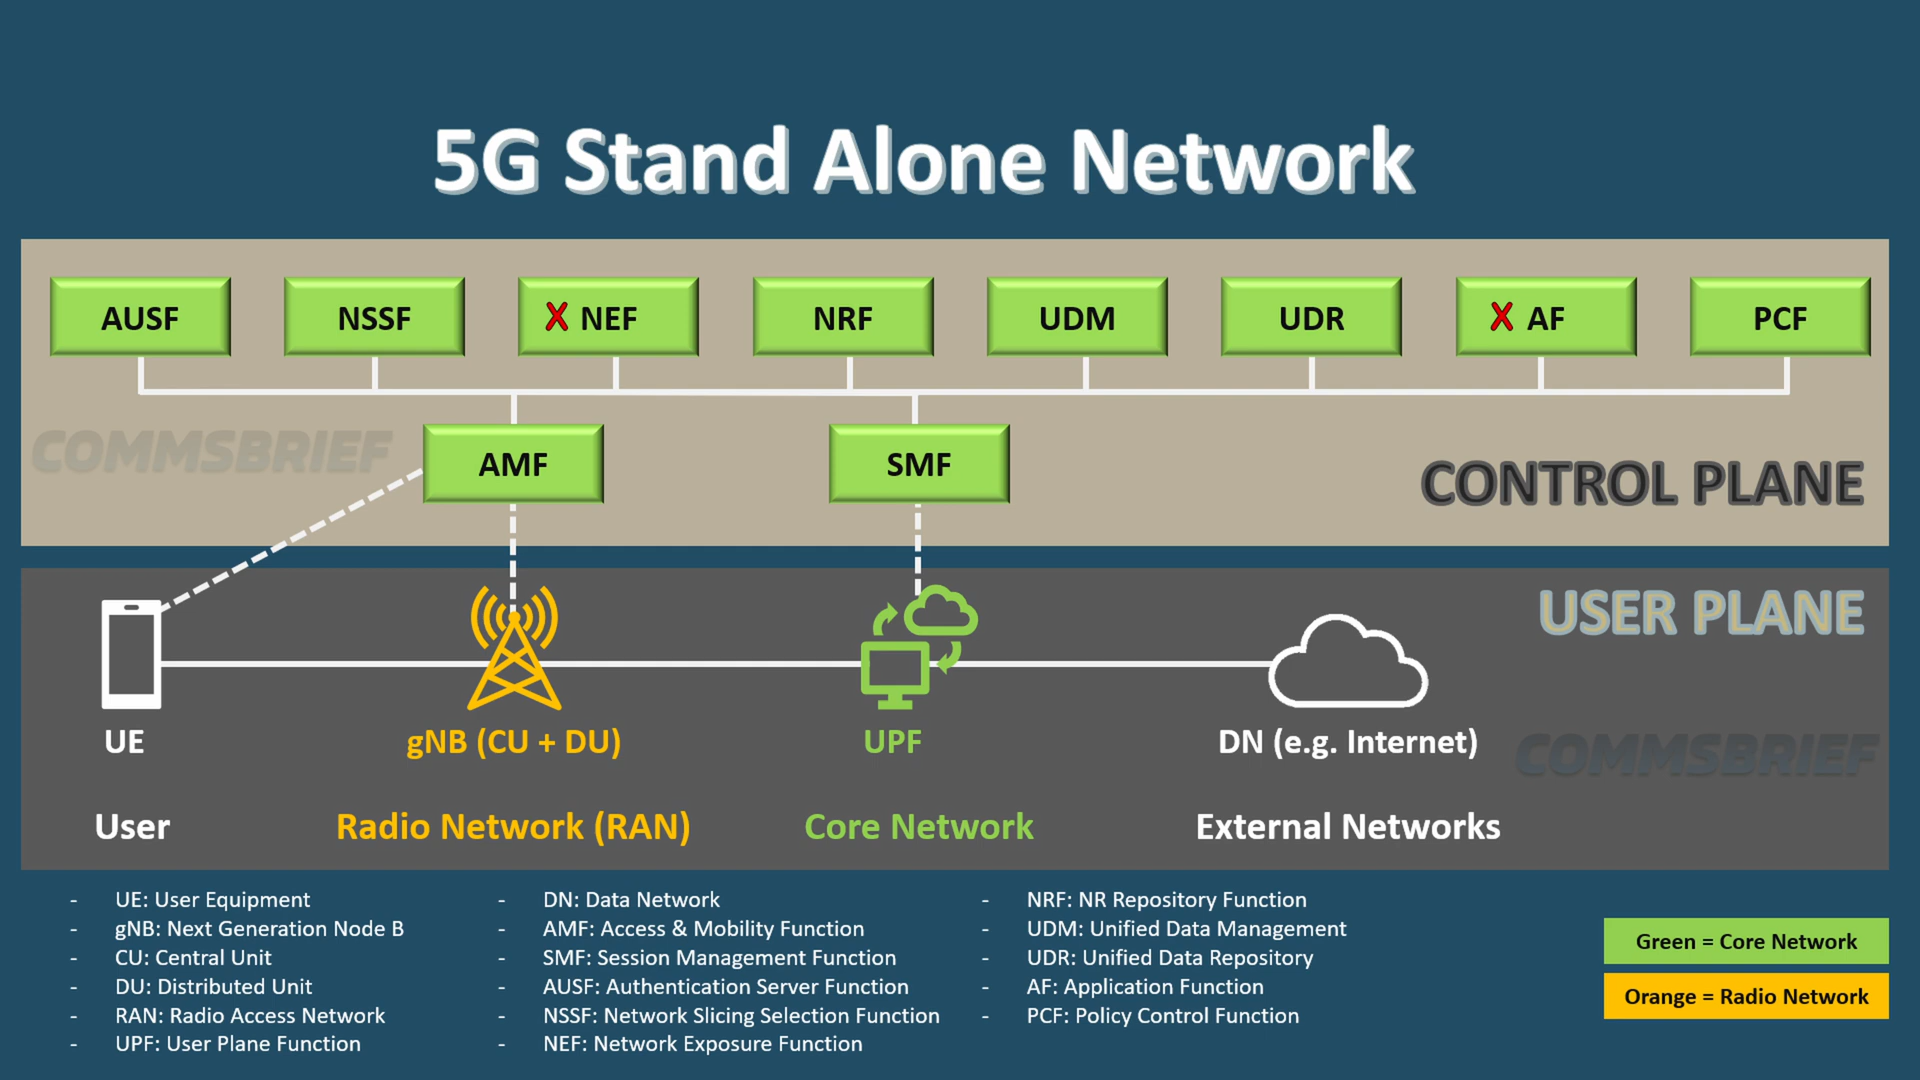 5G Stand Alone Network
AUSF
NSSF
X NEF
NRF
UDM
UDR
X AF
PCF
COMMSBRIEF
AMF
SMF
CONTROL PLANE
USER PLANE
UE
gNB (CU + DU)
UPF
DN (e.g. Internet)
COMMSBRIEF
User
Radio Network (RAN)
Core Network
External Networks
- UE: User Equipment
- gNB: Next Generation Node B
- CU: Central Unit
- DU: Distributed Unit
- RAN: Radio Access Network
- UPF: User Plane Function
- DN: Data Network
- AMF: Access & Mobility Function
- SMF: Session Management Function
- AUSF: Authentication Server Function
- NSSF: Network Slicing Selection Function
- NEF: Network Exposure Function
- NRF: NR Repository Function
- UDM: Unified Data Management
- UDR: Unified Data Repository
- AF: Application Function
- PCF: Policy Control Function
Green = Core Network
Orange = Radio Network